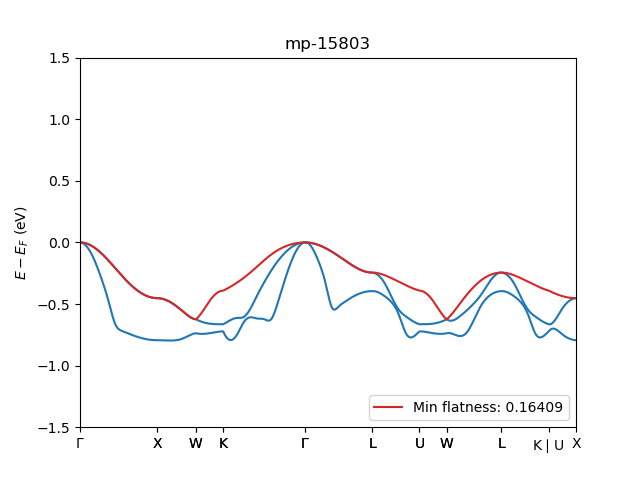 mp-15803
1.5
1.0
0.5
0.0
−0.5
−1.0
−1.5
E − E_F (eV)
Min flatness: 0.16409
Γ X W K Γ L U W L K | U X